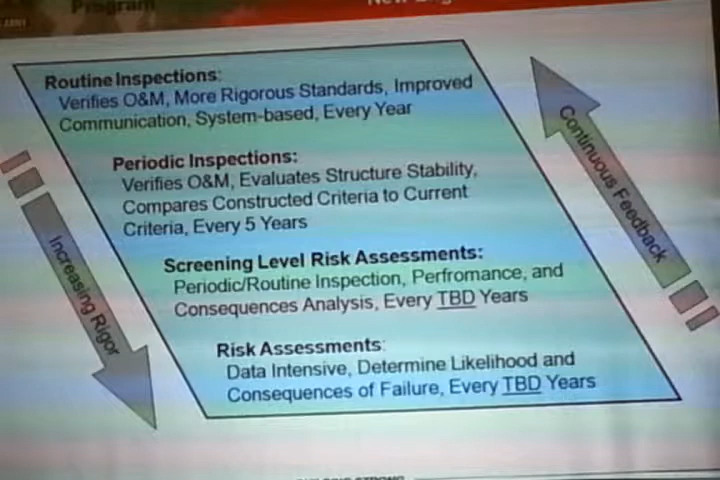 Program
Routine Inspections:
Verifies O&M, More Rigorous Standards, Improved
Communication, System-based, Every Year
Periodic Inspections:
Verifies O&M, Evaluates Structure Stability,
Compares Constructed Criteria to Current
Criteria, Every 5 Years
Screening Level Risk Assessments:
Periodic/Routine Inspection, Perfromance, and
Consequences Analysis, Every TBD Years
Risk Assessments:
Data Intensive, Determine Likelihood and
Consequences of Failure, Every TBD Years
Increasing Rigor
Continuous Feedback